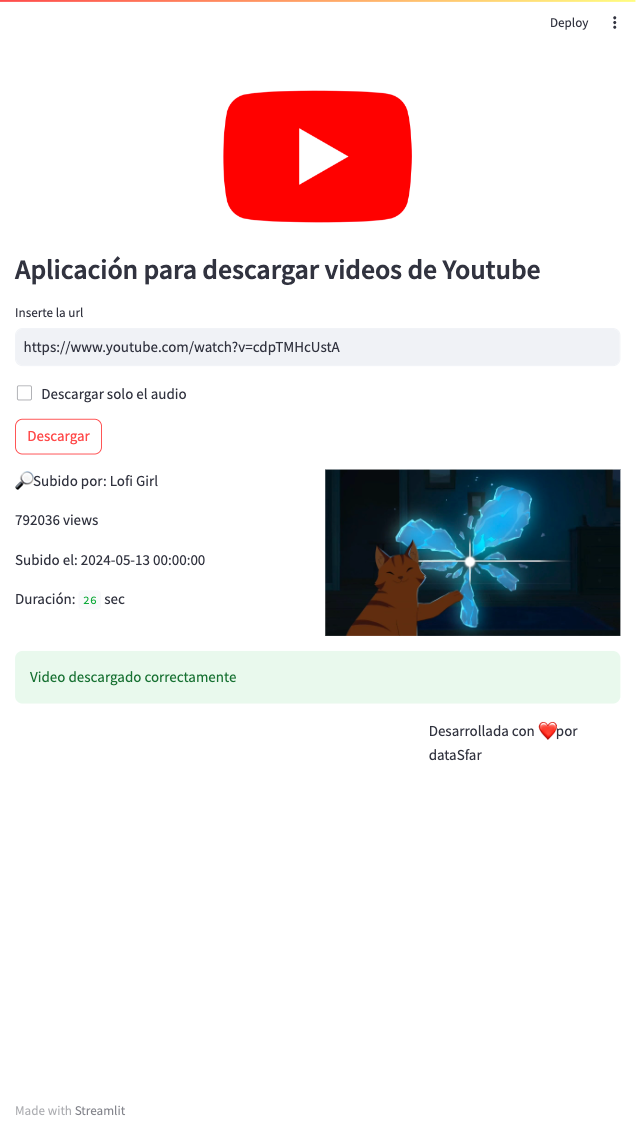 Deploy
Aplicación para descargar videos de Youtube
Inserte la url
https://www.youtube.com/watch?v=cdpTMHcUstA
Descargar solo el audio
Descargar
🔎Subido por: Lofi Girl
792036 views
Subido el: 2024-05-13 00:00:00
Duración: 26 sec
Video descargado correctamente
Desarrollada con ❤️por
dataSfar
Made with Streamlit